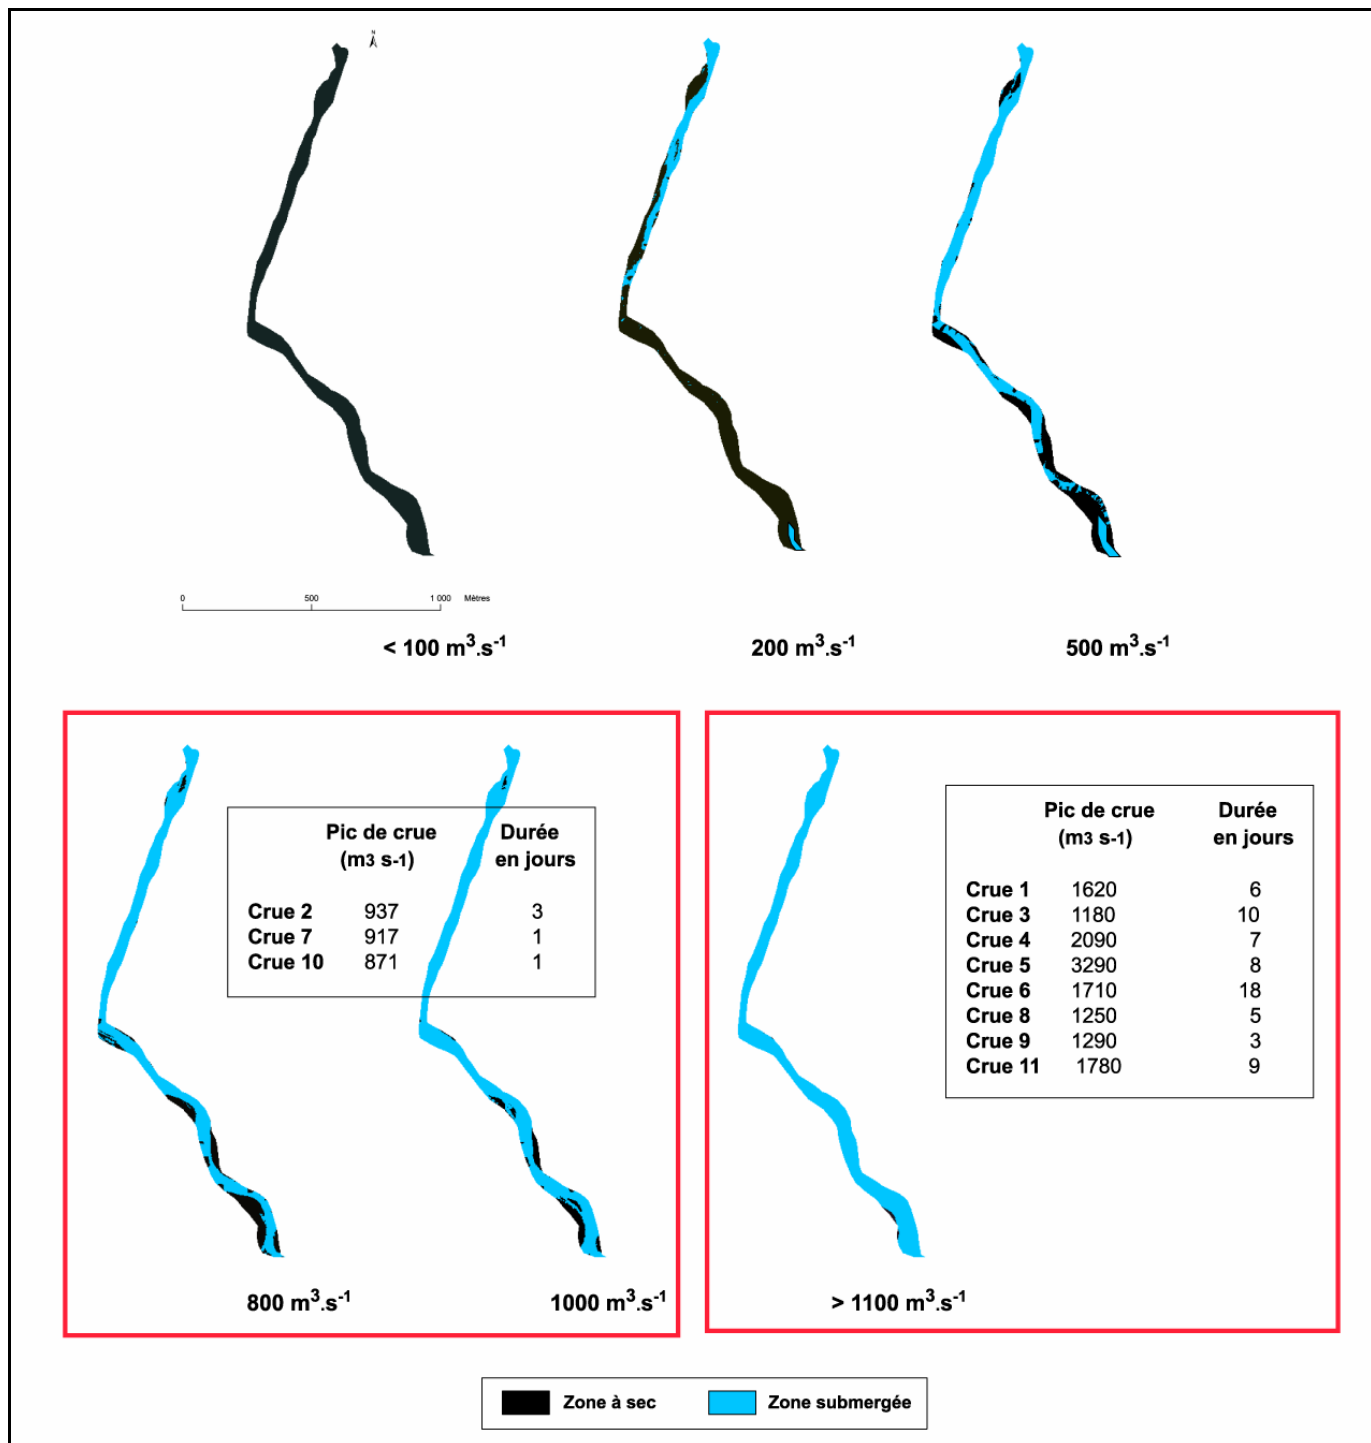 N
0 500 1 000 Mètres
< 100 m³.s⁻¹
200 m³.s⁻¹
500 m³.s⁻¹
Pic de crue Durée
(m3 s-1) en jours
Crue 2 937 3
Crue 7 917 1
Crue 10 871 1
800 m³.s⁻¹
1000 m³.s⁻¹
Pic de crue Durée
(m3 s-1) en jours
Crue 1 1620 6
Crue 3 1180 10
Crue 4 2090 7
Crue 5 3290 8
Crue 6 1710 18
Crue 8 1250 5
Crue 9 1290 3
Crue 11 1780 9
> 1100 m³.s⁻¹
Zone à sec
Zone submergée